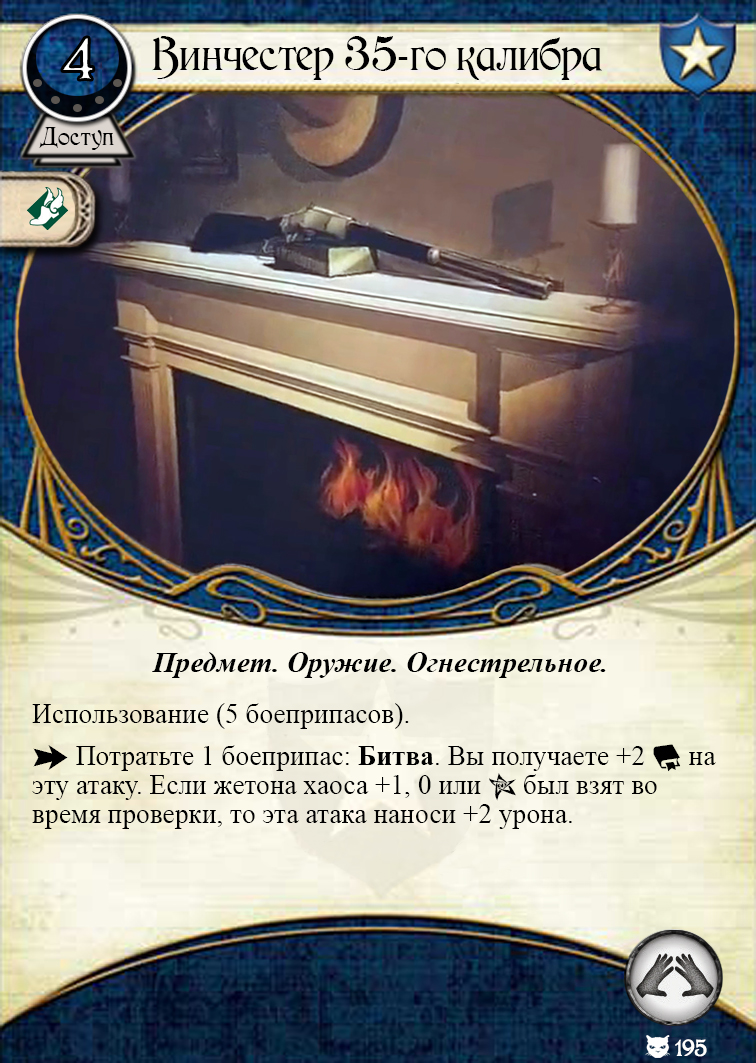 4
Винчестер 35-го калибра
Доступ
Предмет. Оружие. Огнестрельное.
Использование (5 боеприпасов).
Потратьте 1 боеприпас: Битва. Вы получаете +2 на
эту атаку. Если жетона хаоса +1, 0 или был взят во
время проверки, то эта атака наноси +2 урона.
195